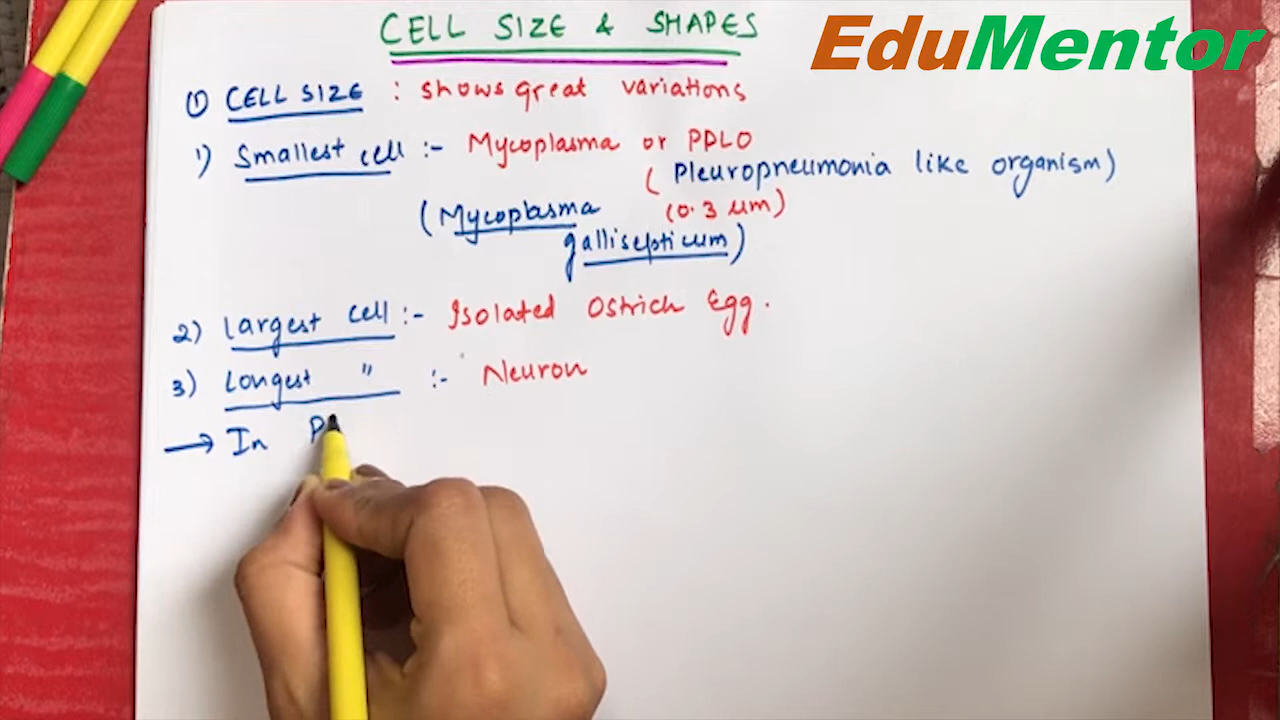 CELL SIZE & SHAPES
EduMentor
① CELL SIZE : shows great variations
1) Smallest cell :- Mycoplasma or PPLO
( Pleuropneumonia like organism)
(Mycoplasma (0.3 um)
gallisepticum)
2) Largest cell :- Isolated Ostrich Egg.
3) Longest " :- Neuron
→ In P